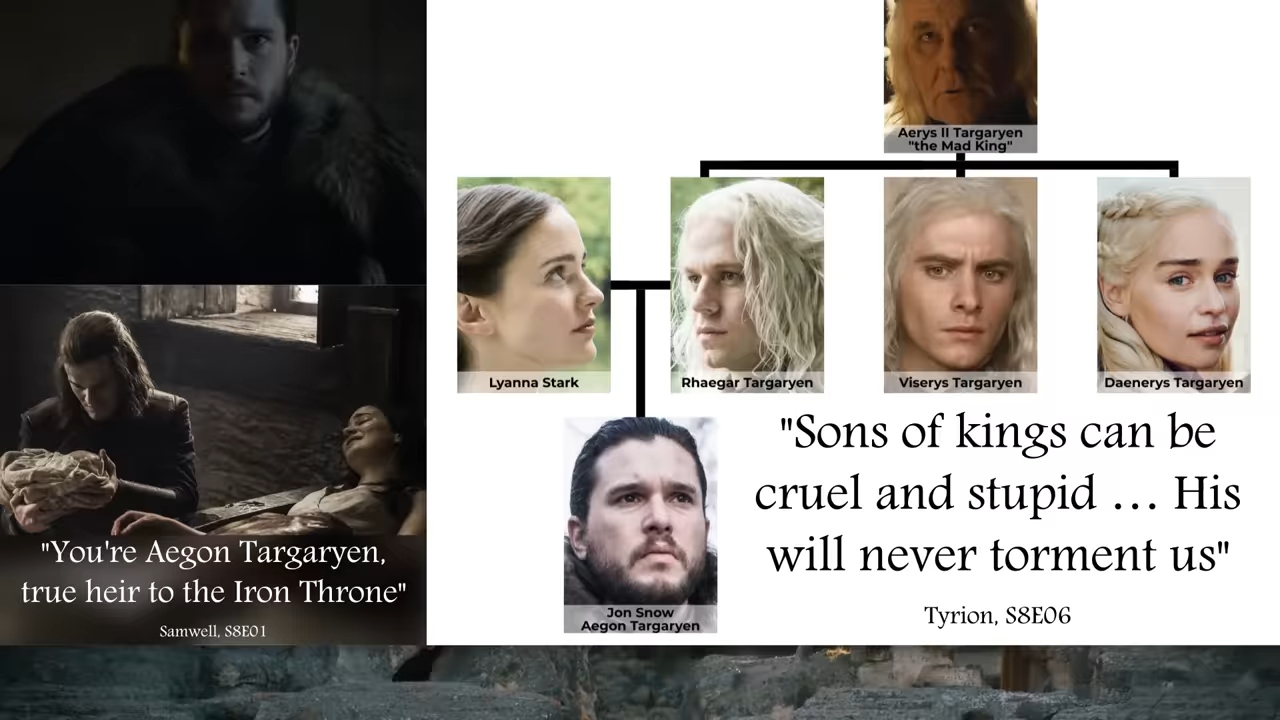 Aerys II Targaryen
"the Mad King"
Lyanna Stark
Rhaegar Targaryen
Viserys Targaryen
Daenerys Targaryen
Jon Snow
Aegon Targaryen
"You're Aegon Targaryen,
true heir to the Iron Throne"
Samwell, S8E01
"Sons of kings can be
cruel and stupid … His
will never torment us"
Tyrion, S8E06